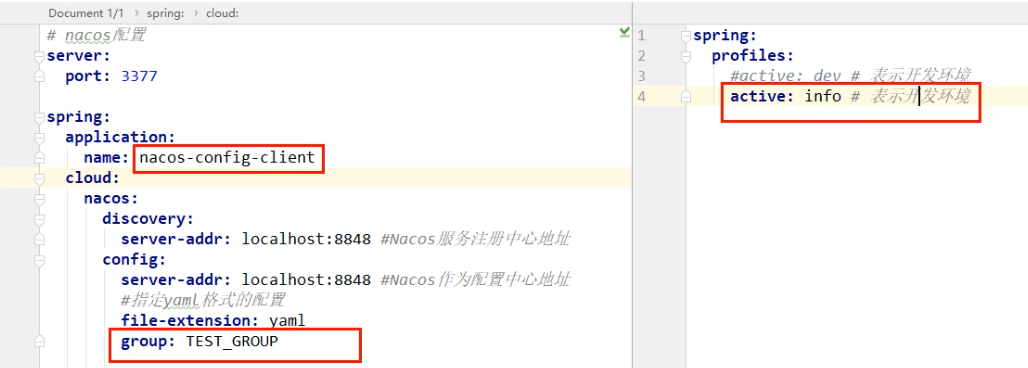 Document 1/1 › spring: › cloud:
# nacos配置
server:
port: 3377
spring:
application:
name: nacos-config-client
cloud:
nacos:
discovery:
server-addr: localhost:8848 #Nacos服务注册中心地址
config:
server-addr: localhost:8848 #Nacos作为配置中心地址
#指定yaml格式的配置
file-extension: yaml
group: TEST_GROUP
1 spring:
2 profiles:
3 #active: dev # 表示开发环境
4 active: info # 表示开发环境